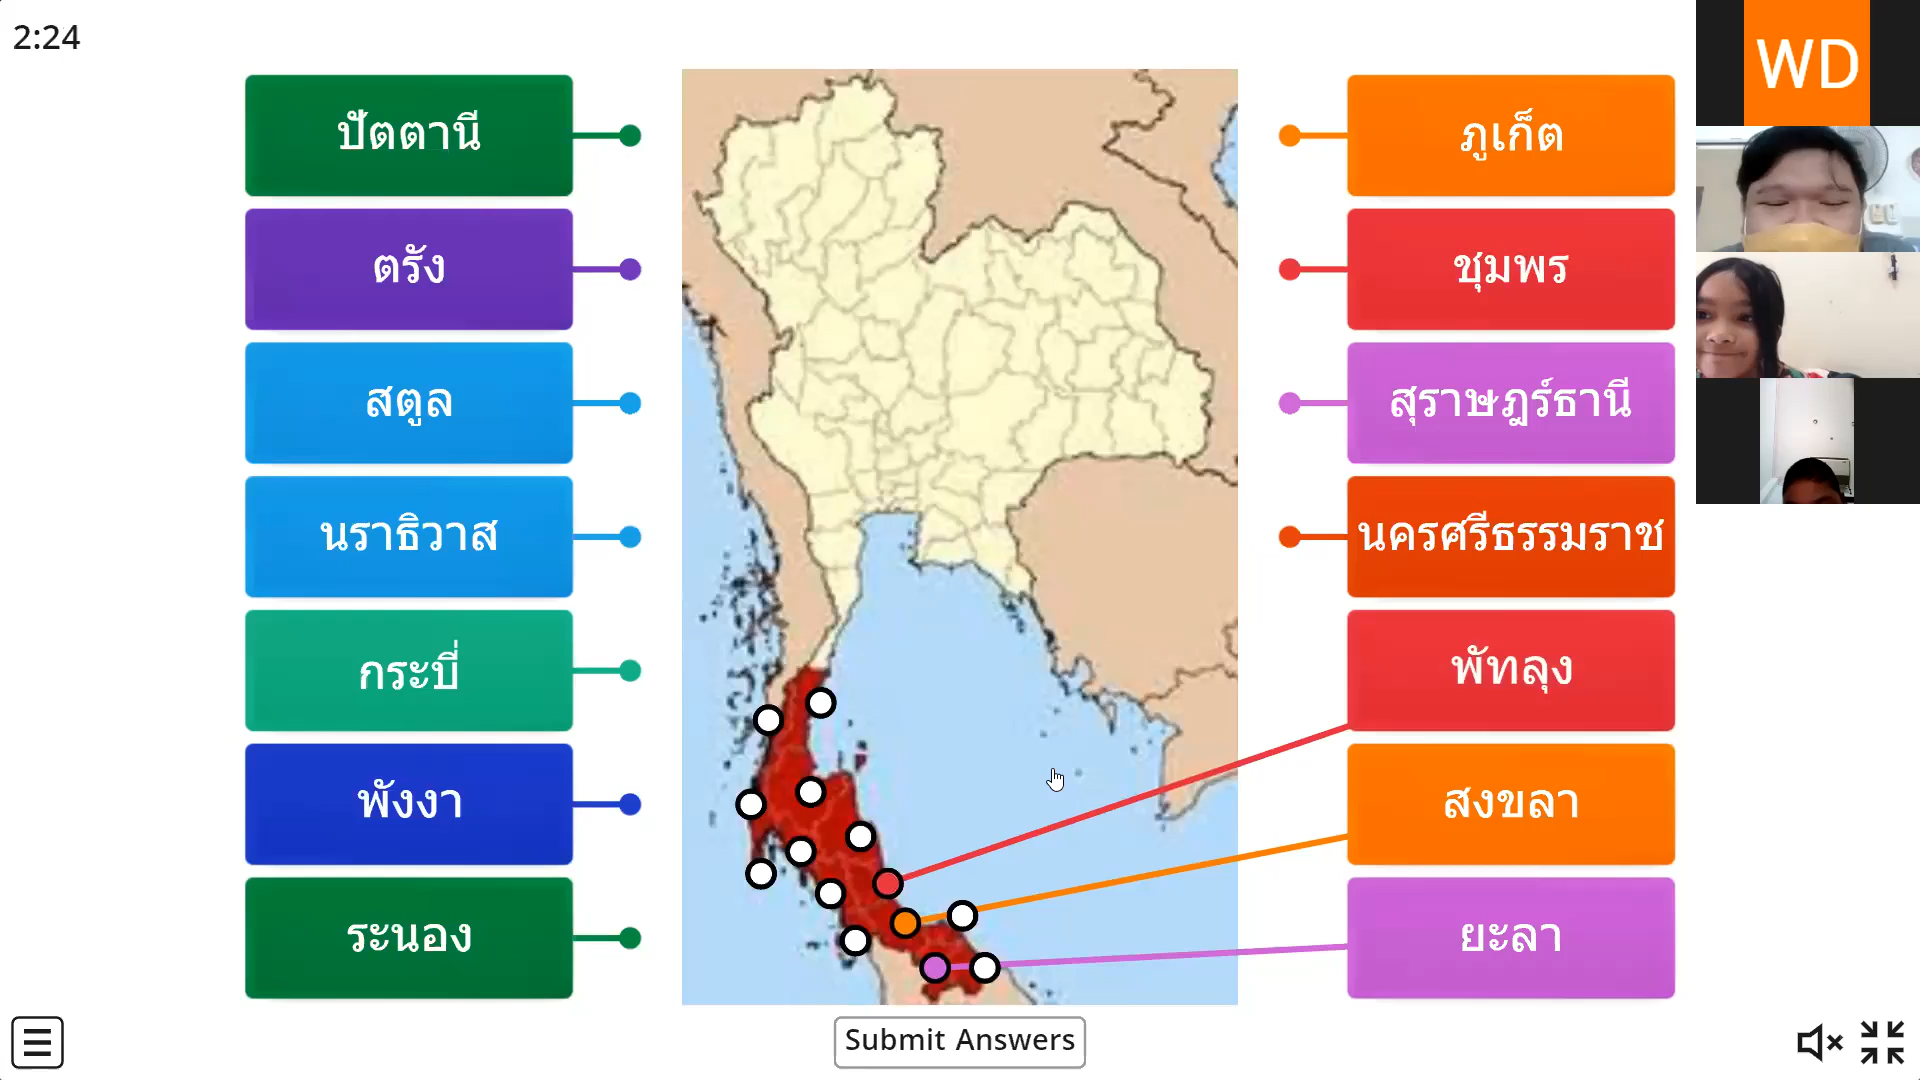 2:24
WD
ปัตตานี
ตรัง
สตูล
นราธิวาส
กระบี่
พังงา
ระนอง
ภูเก็ต
ชุมพร
สุราษฎร์ธานี
นครศรีธรรมราช
พัทลุง
สงขลา
ยะลา
Submit Answers